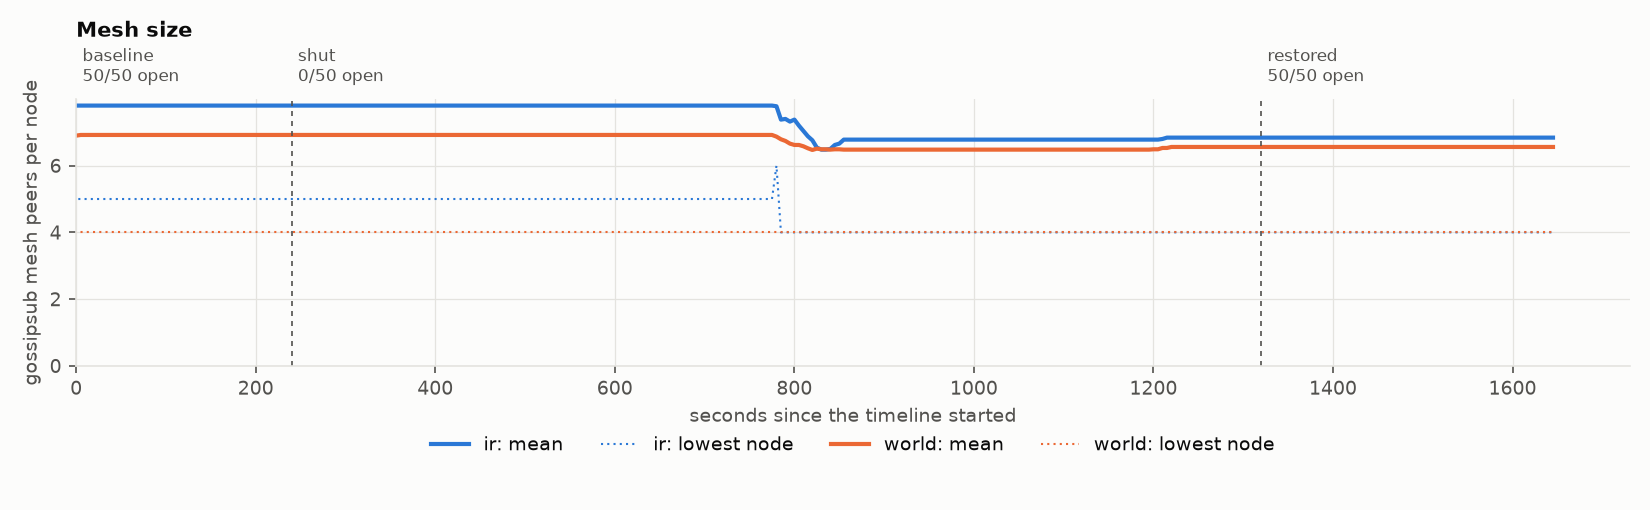 Mesh size
baseline
50/50 open
shut
0/50 open
restored
50/50 open
gossipsub mesh peers per node
6
4
2
0
0 200 400 600 800 1000 1200 1400 1600
seconds since the timeline started
ir: mean ir: lowest node world: mean world: lowest node